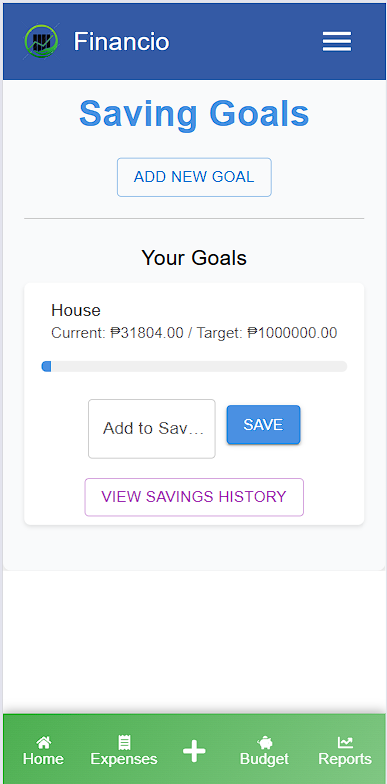 Financio
Saving Goals
ADD NEW GOAL
Your Goals
House
Current: ₱31804.00 / Target: ₱1000000.00
Add to Sav… SAVE
VIEW SAVINGS HISTORY
Home Expenses Budget Reports